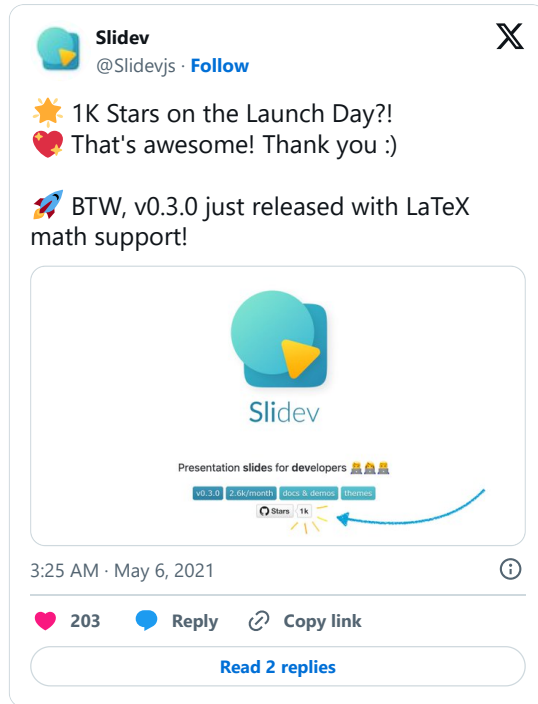 Slidev
@Slidevjs · Follow
🌟 1K Stars on the Launch Day?!
💖 That's awesome! Thank you :)
🚀 BTW, v0.3.0 just released with LaTeX
math support!
Slidev
Presentation slides for developers 🧑‍💻👩‍💻👨‍💻
v0.3.0 2.6k/month docs & demos themes
Stars 1k
3:25 AM · May 6, 2021
203 Reply Copy link
Read 2 replies